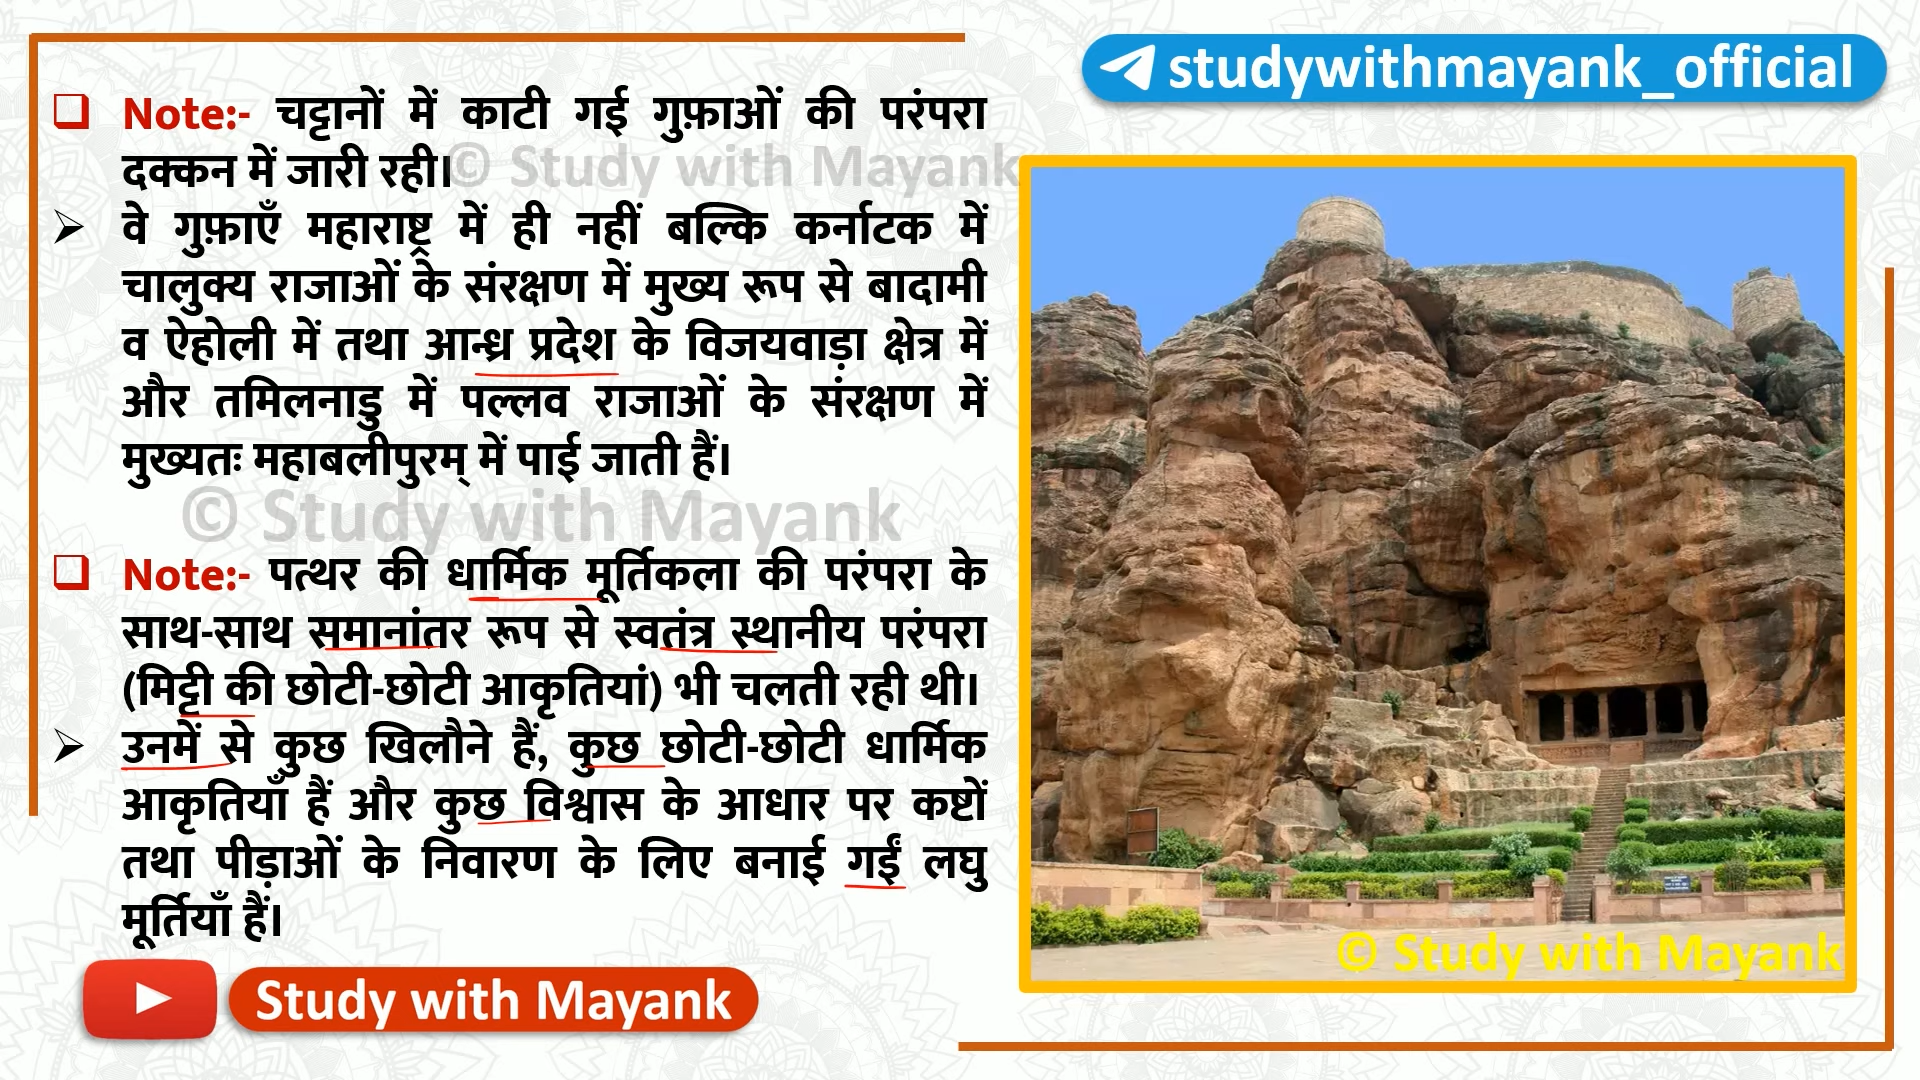 studywithmayank_official
Note:- चट्टानों में काटी गई गुफ़ाओं की परंपरा
दक्कन में जारी रही।
© Study with Mayank
वे गुफ़ाएँ महाराष्ट्र में ही नहीं बल्कि कर्नाटक में
चालुक्य राजाओं के संरक्षण में मुख्य रूप से बादामी
व ऐहोली में तथा आन्ध्र प्रदेश के विजयवाड़ा क्षेत्र में
और तमिलनाडु में पल्लव राजाओं के संरक्षण में
मुख्यतः महाबलीपुरम् में पाई जाती हैं।
© Study with Mayank
Note:- पत्थर की धार्मिक मूर्तिकला की परंपरा के
साथ-साथ समानांतर रूप से स्वतंत्र स्थानीय परंपरा
(मिट्टी की छोटी-छोटी आकृतियां) भी चलती रही थी।
उनमें से कुछ खिलौने हैं, कुछ छोटी-छोटी धार्मिक
आकृतियाँ हैं और कुछ विश्वास के आधार पर कष्टों
तथा पीड़ाओं के निवारण के लिए बनाई गईं लघु
मूर्तियाँ हैं।
© Study with Mayank
Study with Mayank